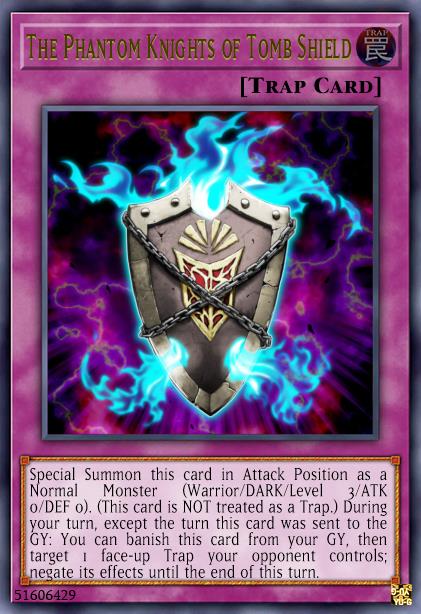 The Phantom Knights of Tomb Shield
TRAP
罠
[Trap Card]
Special Summon this card in Attack Position as a
Normal Monster (Warrior/DARK/Level 3/ATK
0/DEF 0). (This card is NOT treated as a Trap.) During
your turn, except the turn this card was sent to the
GY: You can banish this card from your GY, then
target 1 face-up Trap your opponent controls;
negate its effects until the end of this turn.
51606429